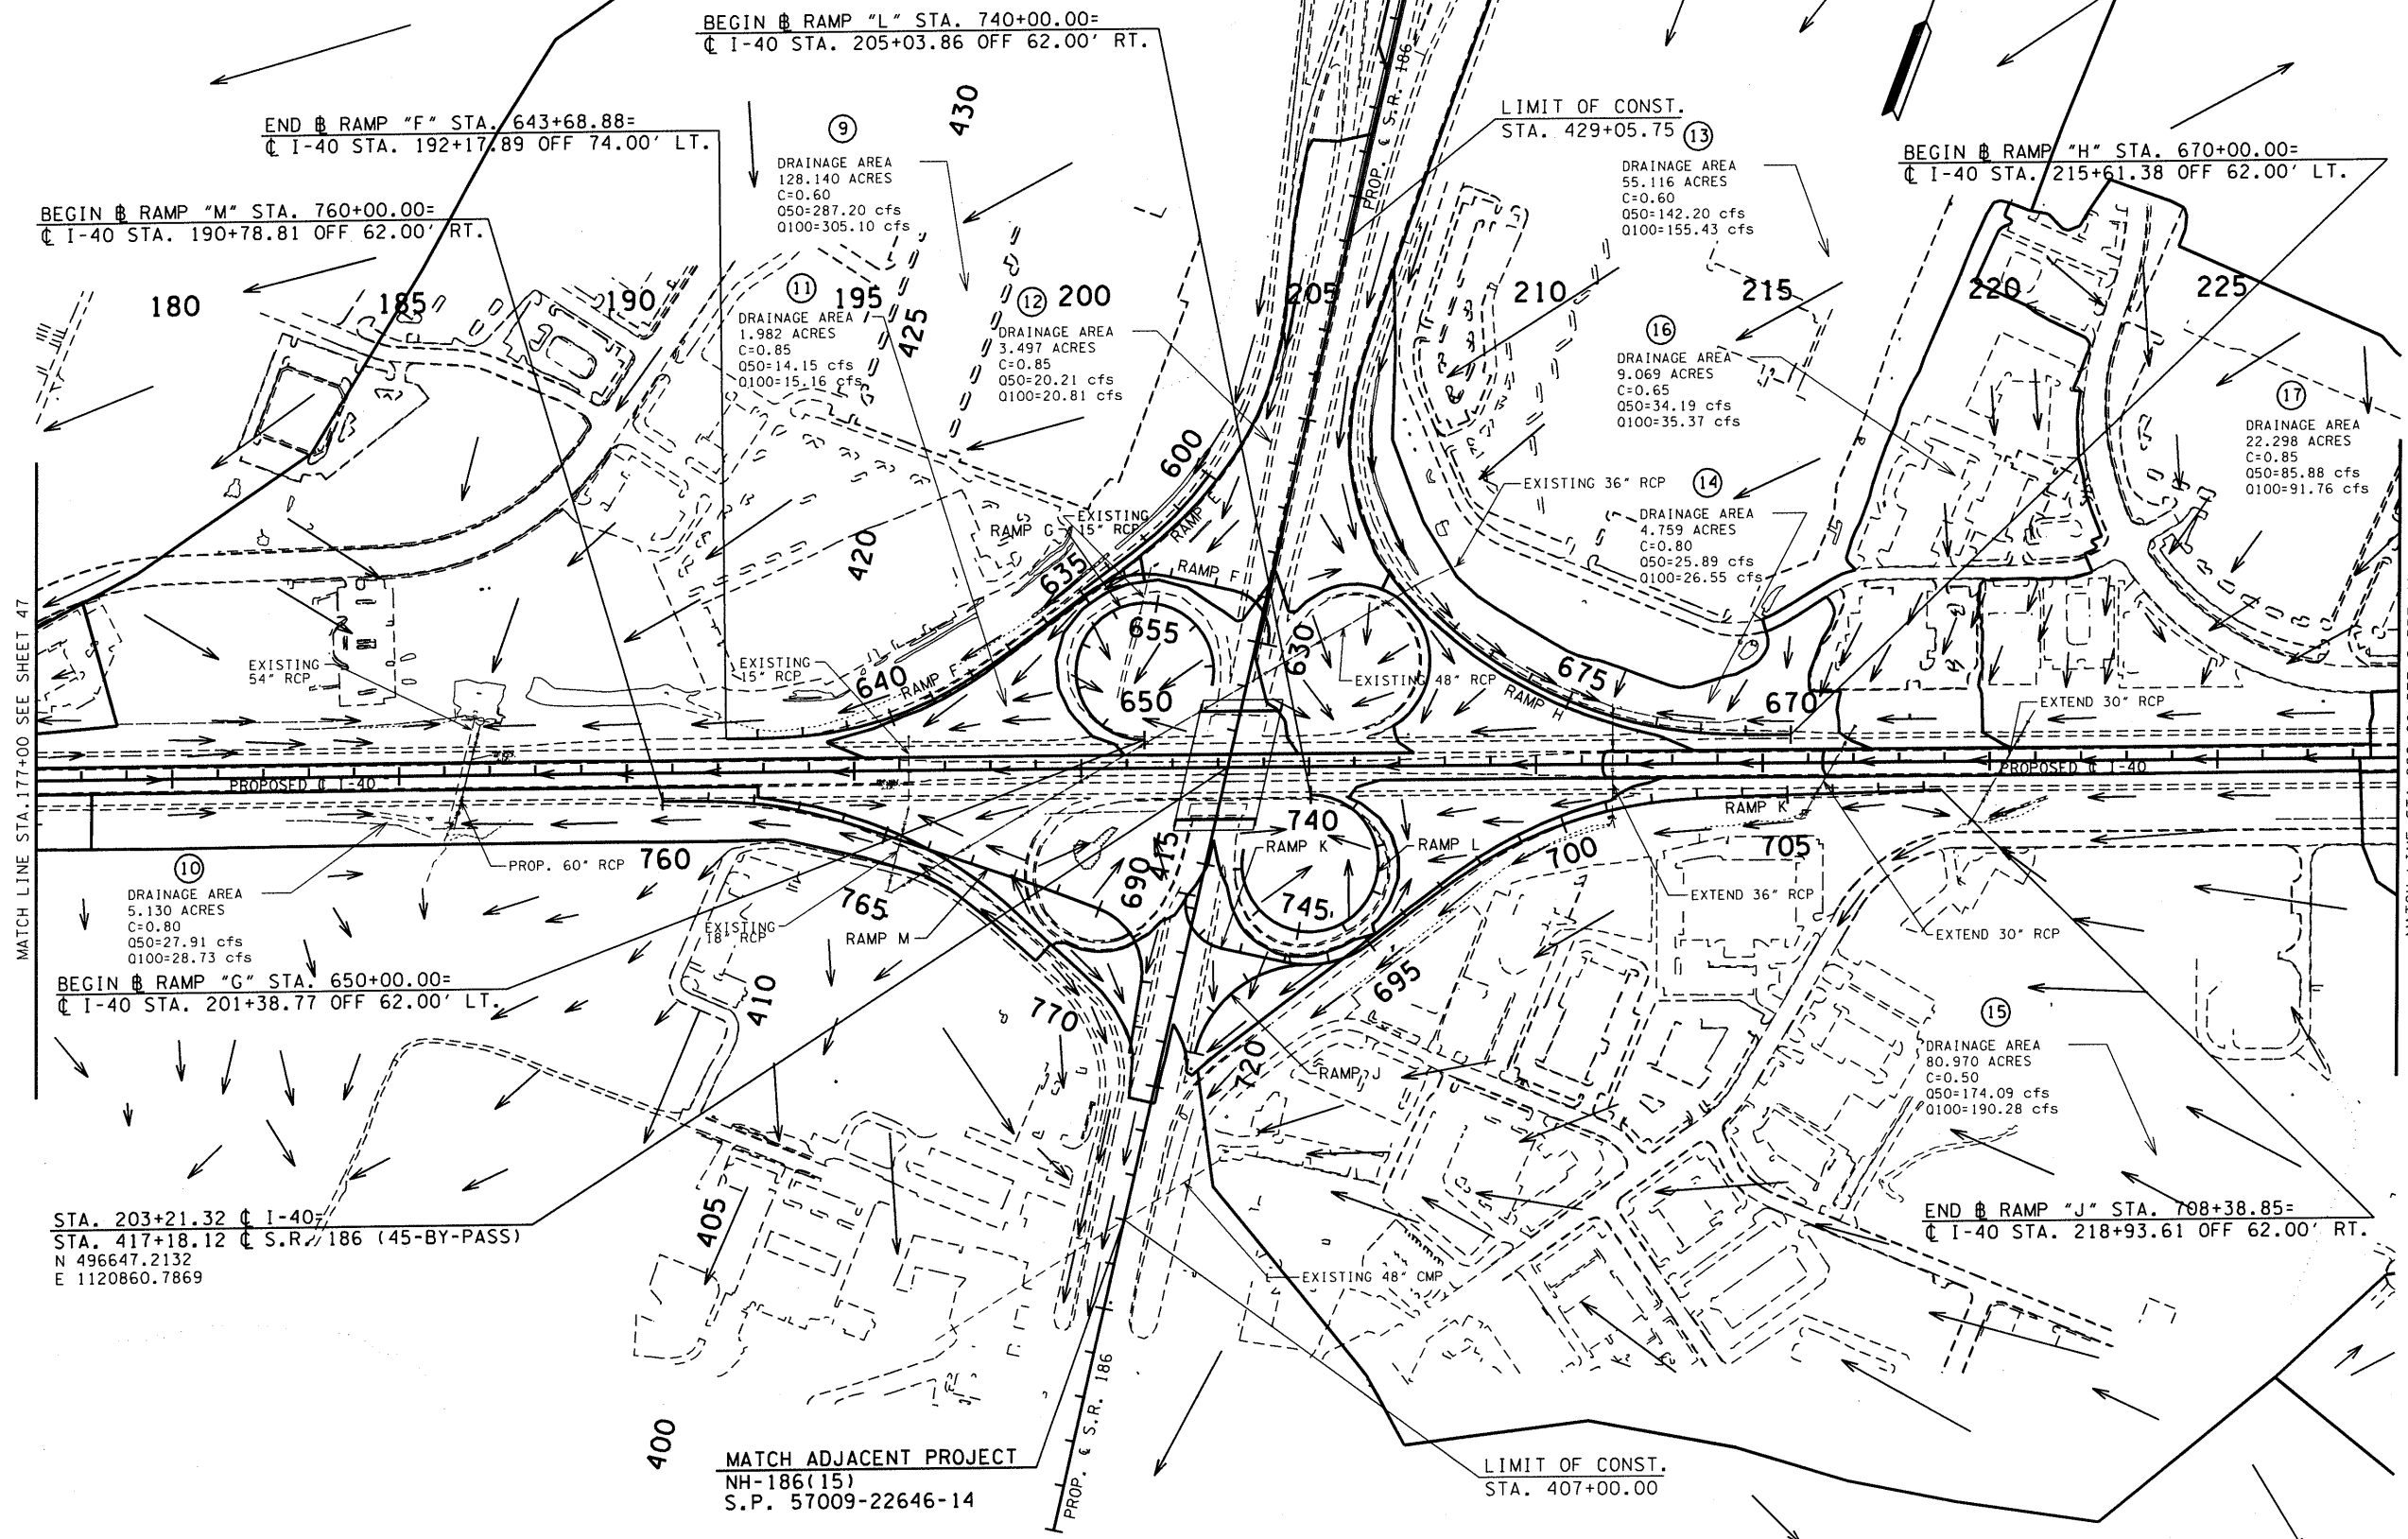 BEGIN ℄ RAMP "L" STA. 740+00.00=
℄ I-40 STA. 205+03.86 OFF 62.00' RT.
END ℄ RAMP "F" STA. 643+68.88=
℄ I-40 STA. 192+17.89 OFF 74.00' LT.
BEGIN ℄ RAMP "M" STA. 760+00.00=
℄ I-40 STA. 190+78.81 OFF 62.00' RT.
9
DRAINAGE AREA
128.140 ACRES
C=0.60
Q50=287.20 cfs
Q100=305.10 cfs
430
PROP. ℄ S.R. 186
LIMIT OF CONST.
STA. 429+05.75
13
DRAINAGE AREA
55.116 ACRES
C=0.60
Q50=142.20 cfs
Q100=155.43 cfs
BEGIN ℄ RAMP "H" STA. 670+00.00=
℄ I-40 STA. 215+61.38 OFF 62.00' LT.
180
185
190
195
200
205
210
215
220
225
11
DRAINAGE AREA
1.982 ACRES
C=0.85
Q50=14.15 cfs
Q100=15.16 cfs
425
12
DRAINAGE AREA
3.497 ACRES
C=0.85
Q50=20.21 cfs
Q100=20.81 cfs
16
DRAINAGE AREA
9.069 ACRES
C=0.65
Q50=34.19 cfs
Q100=35.37 cfs
17
DRAINAGE AREA
22.298 ACRES
C=0.85
Q50=85.88 cfs
Q100=91.76 cfs
600
RAMP E
EXISTING 36" RCP
14
DRAINAGE AREA
4.759 ACRES
C=0.80
Q50=25.89 cfs
Q100=26.55 cfs
RAMP G
EXISTING
15" RCP
420
635
RAMP F
655
630
650
MATCH LINE STA.177+00 SEE SHEET 47
EXISTING
54" RCP
EXISTING
15" RCP
640
RAMP F
EXISTING 48" RCP
675
RAMP H
670
EXTEND 30" RCP
PROPOSED ℄ I-40
PROPOSED ℄ I-40
RAMP K
740
RAMP K
RAMP L
700
705
415
690
745
EXTEND 36" RCP
EXTEND 30" RCP
10
DRAINAGE AREA
5.130 ACRES
C=0.80
Q50=27.91 cfs
Q100=28.73 cfs
PROP. 60" RCP
760
765
EXISTING
18" RCP
RAMP M
BEGIN ℄ RAMP "G" STA. 650+00.00=
℄ I-40 STA. 201+38.77 OFF 62.00' LT.
410
770
695
720
RAMP J
15
DRAINAGE AREA
80.970 ACRES
C=0.50
Q50=174.09 cfs
Q100=190.28 cfs
STA. 203+21.32 ℄ I-40=
STA. 417+18.12 ℄ S.R. 186 (45-BY-PASS)
N 496647.2132
E 1120860.7869
405
EXISTING 48" CMP
END ℄ RAMP "J" STA. 708+38.85=
℄ I-40 STA. 218+93.61 OFF 62.00' RT.
400
MATCH ADJACENT PROJECT
NH-186(15)
S.P. 57009-22646-14
PROP. ℄ S.R. 186
LIMIT OF CONST.
STA. 407+00.00